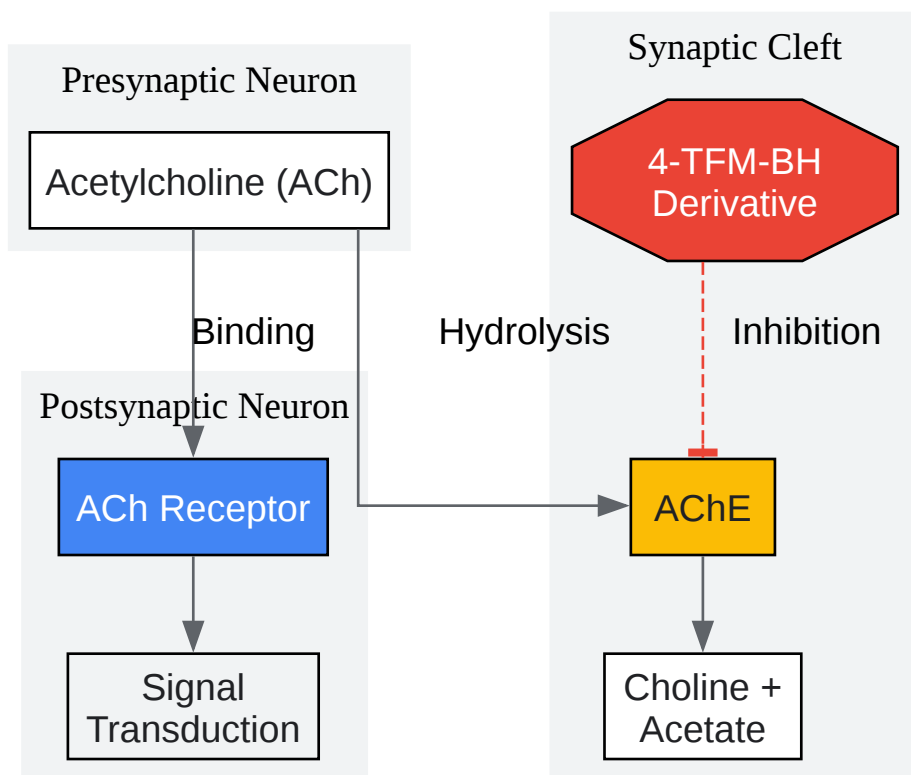 Synaptic Cleft
Presynaptic Neuron
Acetylcholine (ACh)
4-TFM-BH
Derivative
Binding
Hydrolysis
Inhibition
Postsynaptic Neuron
ACh Receptor
AChE
Signal
Transduction
Choline +
Acetate